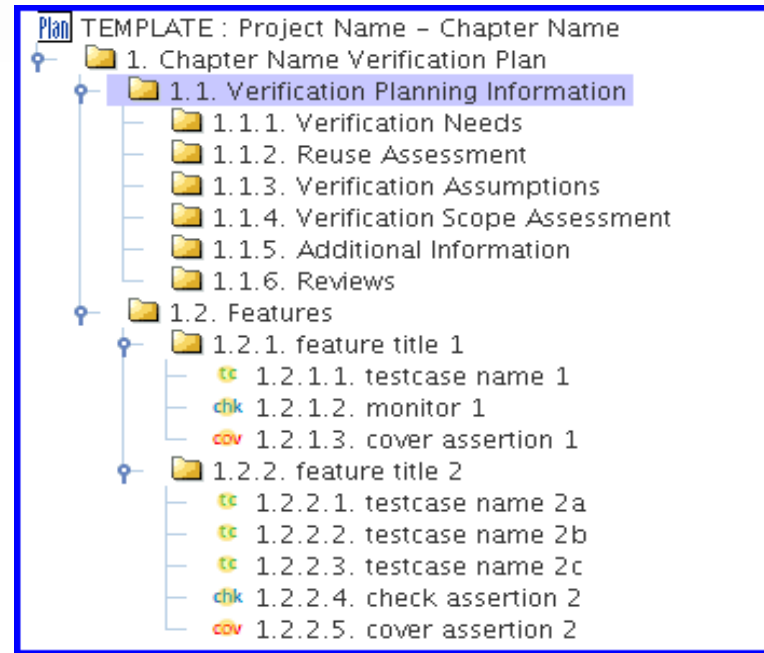 Plan TEMPLATE : Project Name – Chapter Name
1. Chapter Name Verification Plan
1.1. Verification Planning Information
1.1.1. Verification Needs
1.1.2. Reuse Assessment
1.1.3. Verification Assumptions
1.1.4. Verification Scope Assessment
1.1.5. Additional Information
1.1.6. Reviews
1.2. Features
1.2.1. feature title 1
tc 1.2.1.1. testcase name 1
chk 1.2.1.2. monitor 1
cov 1.2.1.3. cover assertion 1
1.2.2. feature title 2
tc 1.2.2.1. testcase name 2a
tc 1.2.2.2. testcase name 2b
tc 1.2.2.3. testcase name 2c
chk 1.2.2.4. check assertion 2
cov 1.2.2.5. cover assertion 2